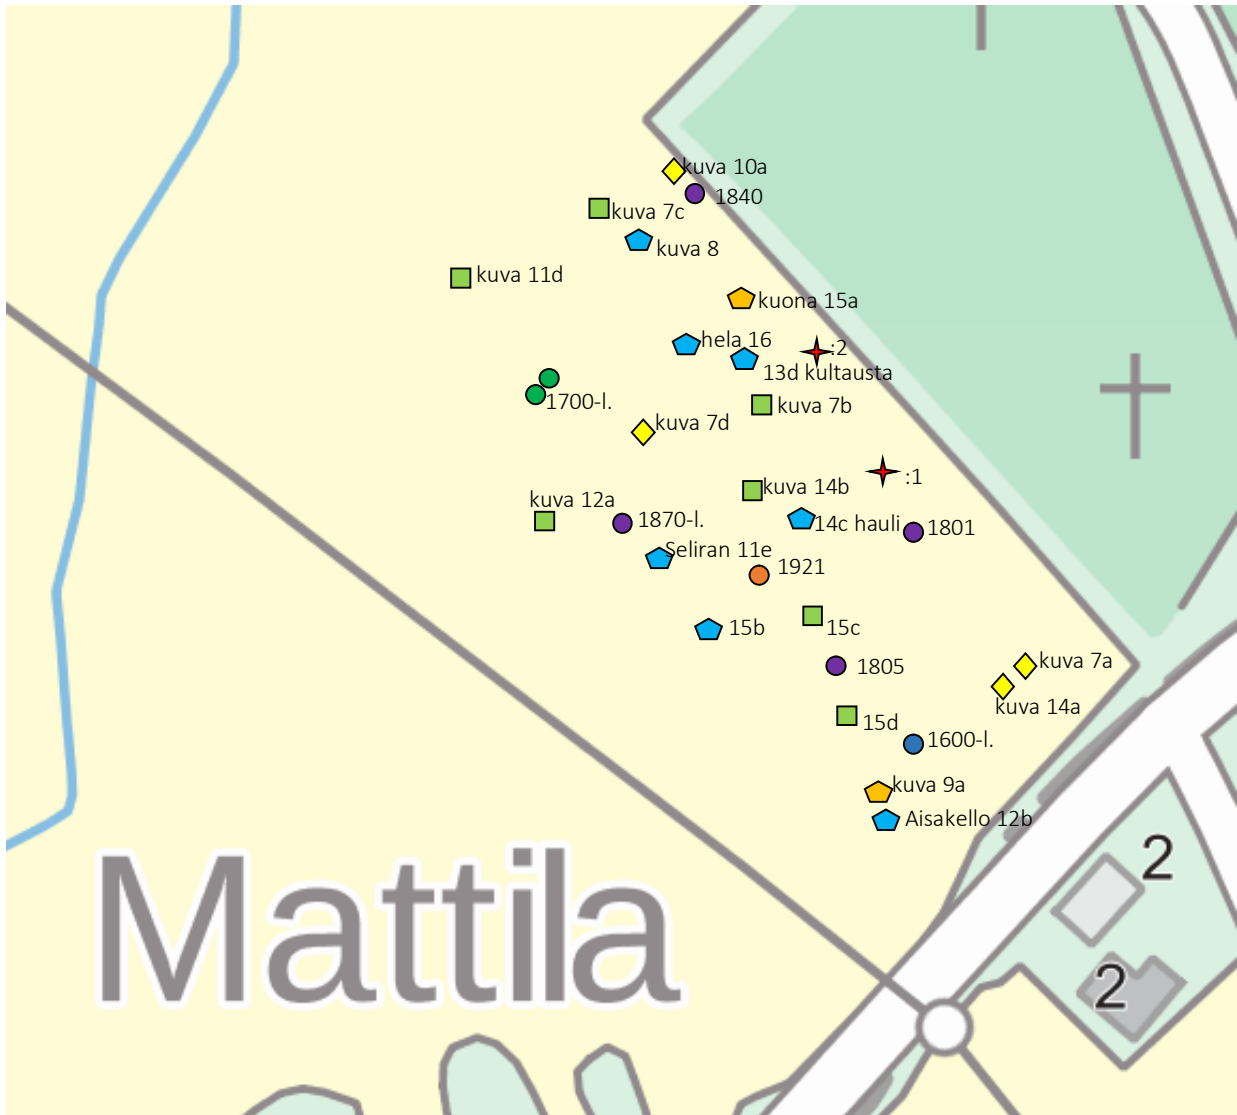 kuva 10a
1840
kuva 7c
kuva 8
kuva 11d
kuona 15a
hela 16
:2
13d kultausta
1700-l.
kuva 7b
kuva 7d
:1
kuva 14b
kuva 12a
1870-l.
14c hauli
1801
Seliran 11e
1921
15b
15c
kuva 7a
1805
kuva 14a
15d
1600-l.
kuva 9a
Aisakello 12b
2
Mattila
2